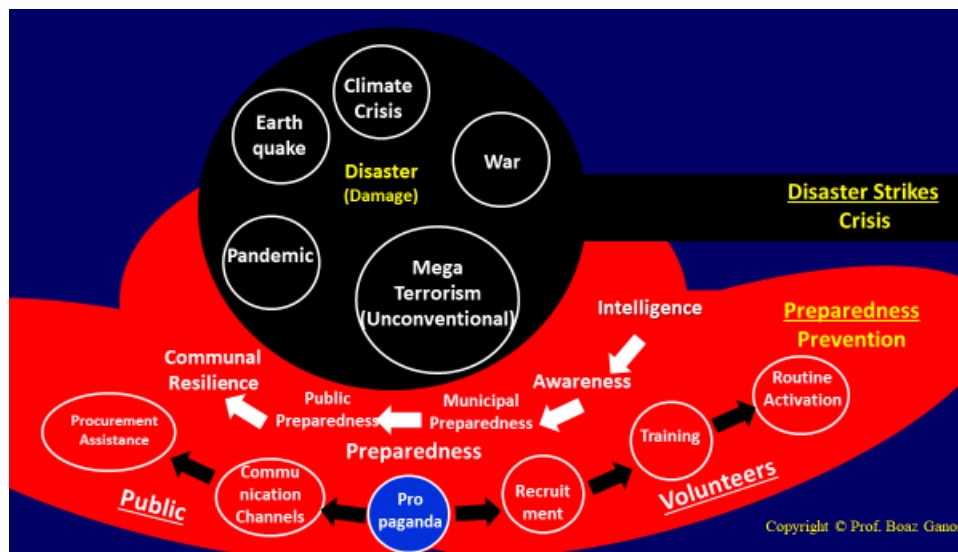 Climate
Crisis
Earth
quake
War
Disaster
(Damage)
Disaster Strikes
Crisis
Pandemic
Mega
Terrorism
(Unconventional)
Intelligence
Preparedness
Prevention
Communal
Resilience
Awareness
Routine
Activation
Public
Preparedness
Municipal
Preparedness
Procurement
Assistance
Training
Preparedness
Commu
nication
Channels
Public
Pro
paganda
Recruit
ment
Volunteers
Copyright © Prof. Boaz Gano